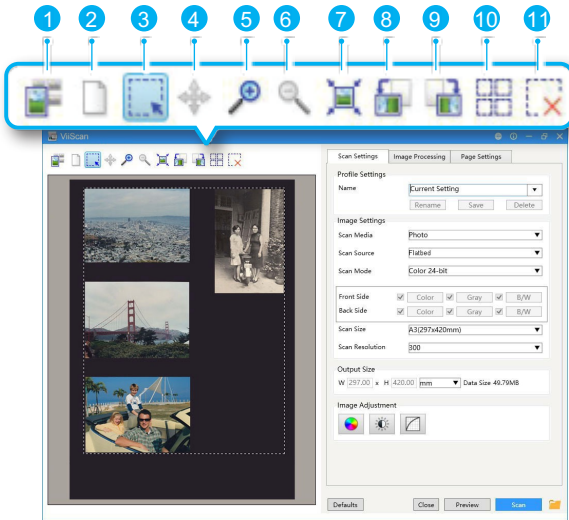 1 2 3 4 5 6 7 8 9 10 11
ViiScan
Scan Settings Image Processing Page Settings
Profile Settings
Name Current Setting
Rename Save Delete
Image Settings
Scan Media Photo
Scan Source Flatbed
Scan Mode Color 24-bit
Front Side Color Gray B/W
Back Side Color Gray B/W
Scan Size A3(297x420mm)
Scan Resolution 300
Output Size
W 297.00 x H 420.00 mm Data Size 49.79MB
Image Adjustment
Defaults Close Preview Scan